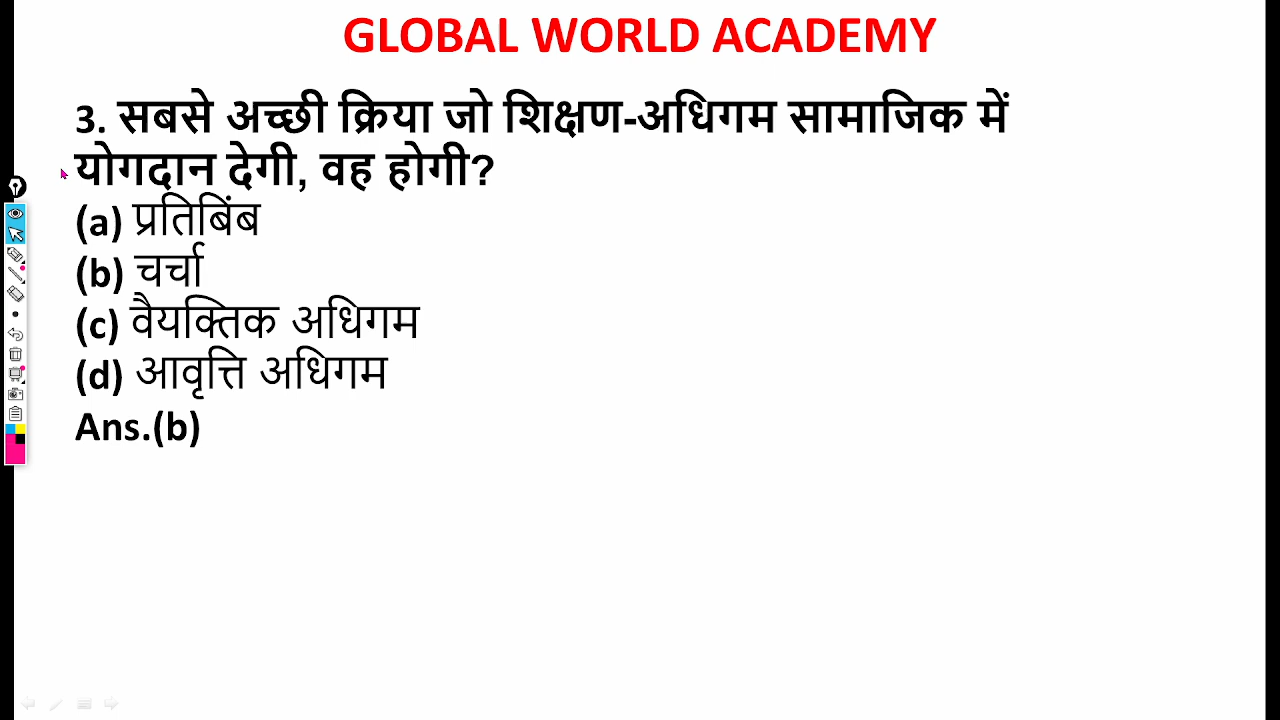 GLOBAL WORLD ACADEMY
3. सबसे अच्छी क्रिया जो शिक्षण-अधिगम सामाजिक में
योगदान देगी, वह होगी?
(a) प्रतिबिंब
(b) चर्चा
(c) वैयक्तिक अधिगम
(d) आवृत्ति अधिगम
Ans.(b)